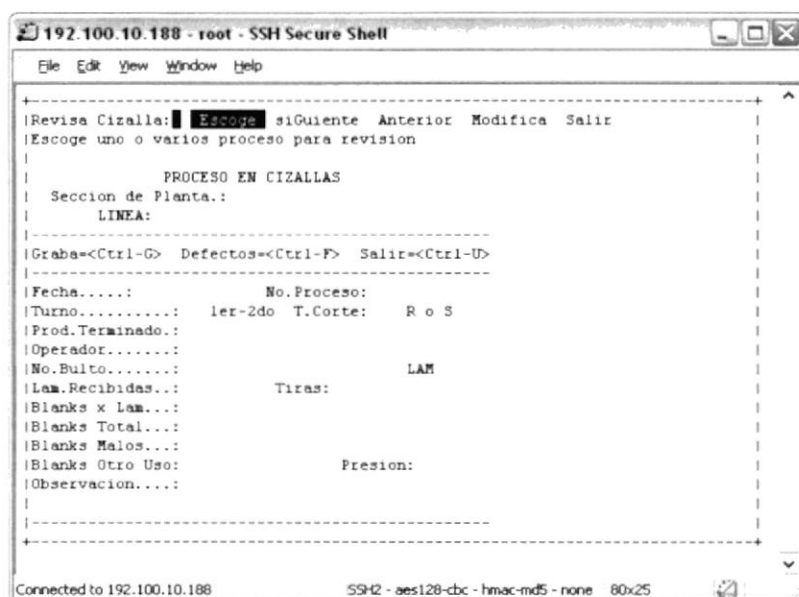 192.100.10.188 - root - SSH Secure Shell
File Edit View Window Help
+------------------------------------------------------------------------------+
|Revisa Cizalla: Escoge siGuiente Anterior Modifica Salir
|Escoge uno o varios proceso para revision |
| |
| PROCESO EN CIZALLAS |
| Seccion de Planta.: |
| LINEA: |
|-------------------------------------------------- |
|Graba=<Ctrl-G> Defectos=<Ctrl-F> Salir=<Ctrl-U> |
|-------------------------------------------------- |
|Fecha.....: No.Proceso: |
|Turno..........: 1er-2do T.Corte: R o S |
|Prod.Terminado.: |
|Operador.......: |
|No.Bulto.......: LAM |
|Lam.Recibidas..: Tiras: |
|Blanks x Lam...: |
|Blanks Total...: |
|Blanks Malos...: |
|Blanks Otro Uso: Presion: |
|Observacion....: |
| |
|-------------------------------------------------- |
+------------------------------------------------------------------------------+
Connected to 192.100.10.188 SSH2 - aes128-cbc - hmac-md5 - none 80x25